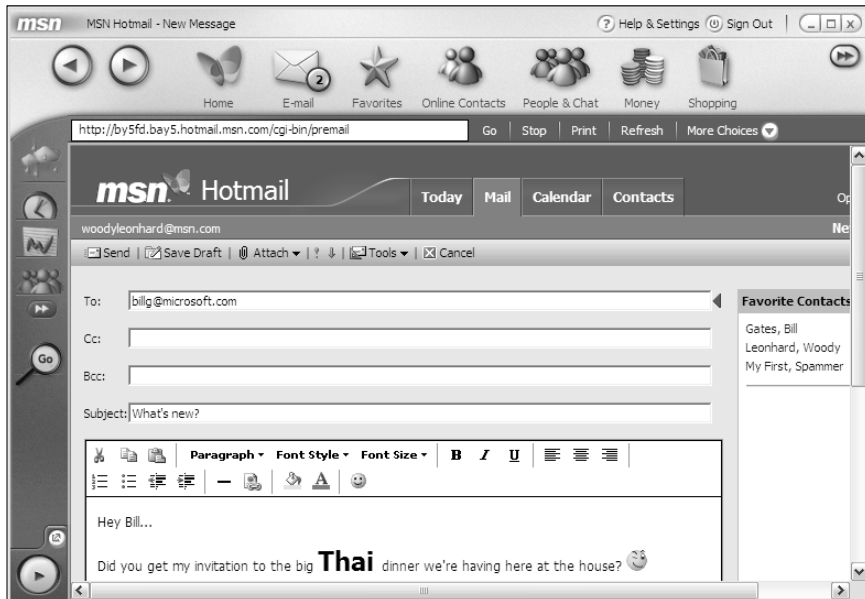 msn MSN Hotmail - New Message ? Help & Settings Sign Out
2
Home E-mail Favorites Online Contacts People & Chat Money Shopping
http://by5fd.bay5.hotmail.msn.com/cgi-bin/premail Go Stop Print Refresh More Choices
msn Hotmail Today Mail Calendar Contacts Op
woodyleonhard@msn.com Ne
Send | Save Draft | Attach | ! | Tools | Cancel
To: billg@microsoft.com Favorite Contacts
Gates, Bill
Cc: Leonhard, Woody
Go
My First, Spammer
Bcc:
Subject: What's new?
Paragraph Font Style Font Size B I U
A
Hey Bill...
Did you get my invitation to the big Thai dinner we're having here at the house?